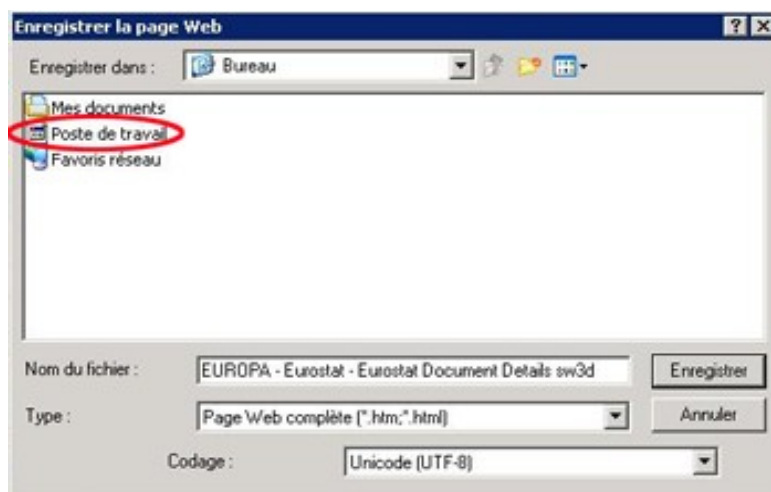 Enregistrer la page Web
Enregistrer dans : Bureau
Mes documents
Poste de travail
Favoris réseau
Nom du fichier : EUROPA - Eurostat - Eurostat Document Details sw3d Enregistrer
Type : Page Web complète (*.htm;*.html) Annuler
Codage : Unicode (UTF-8)